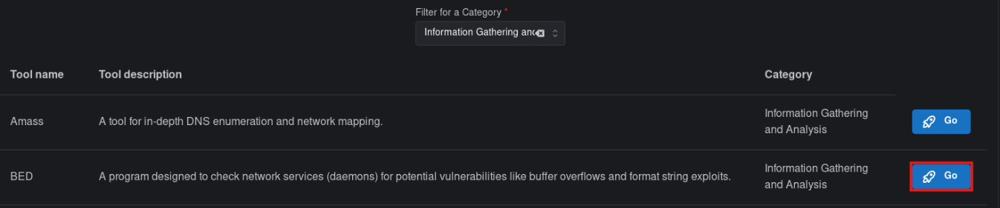 Filter for a Category *
Information Gathering and
Tool name Tool description Category
Amass A tool for in-depth DNS enumeration and network mapping. Information Gathering and Analysis Go
BED A program designed to check network services (daemons) for potential vulnerabilities like buffer overflows and format string exploits. Information Gathering and Analysis Go